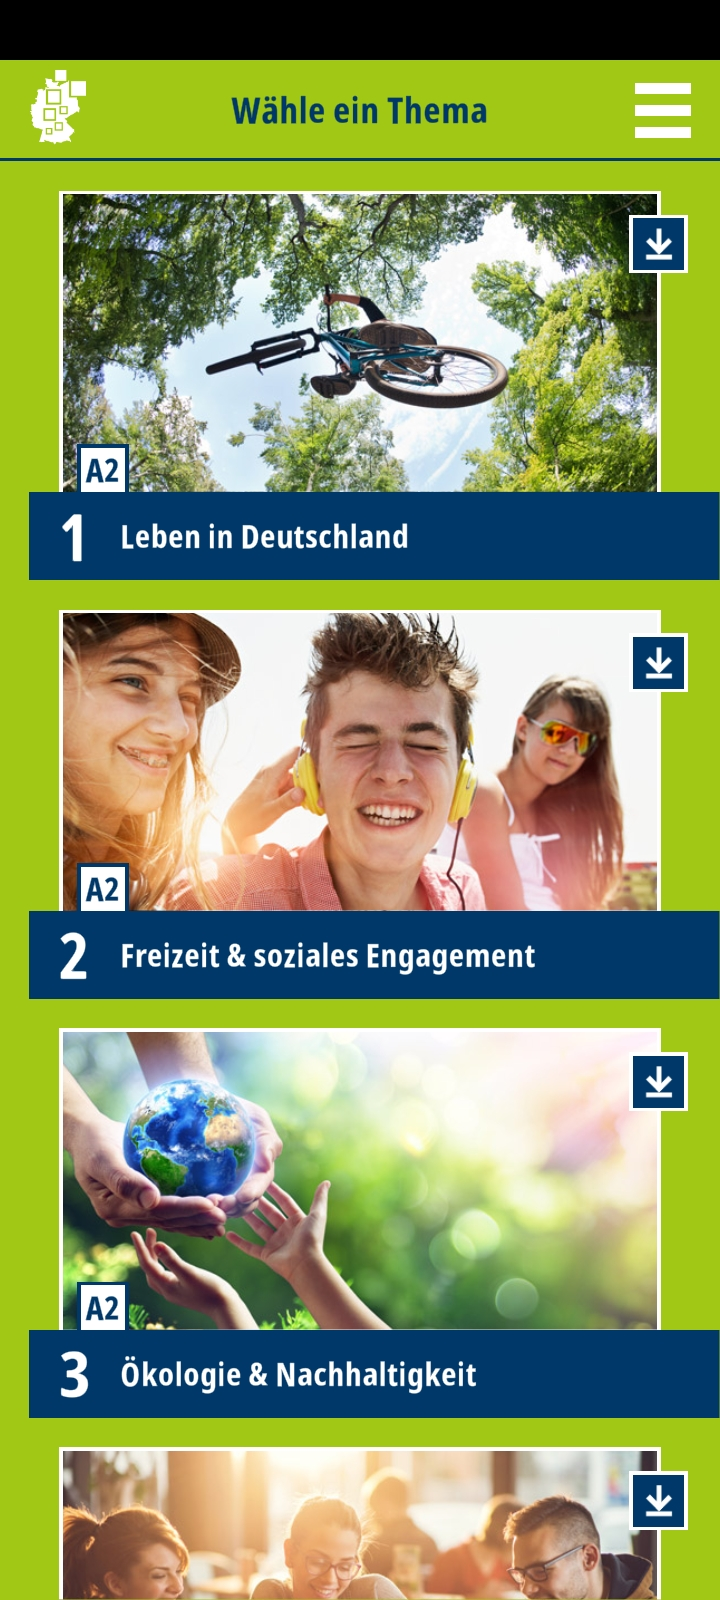 Wähle ein Thema
A2
1 Leben in Deutschland
A2
2 Freizeit & soziales Engagement
A2
3 Ökologie & Nachhaltigkeit